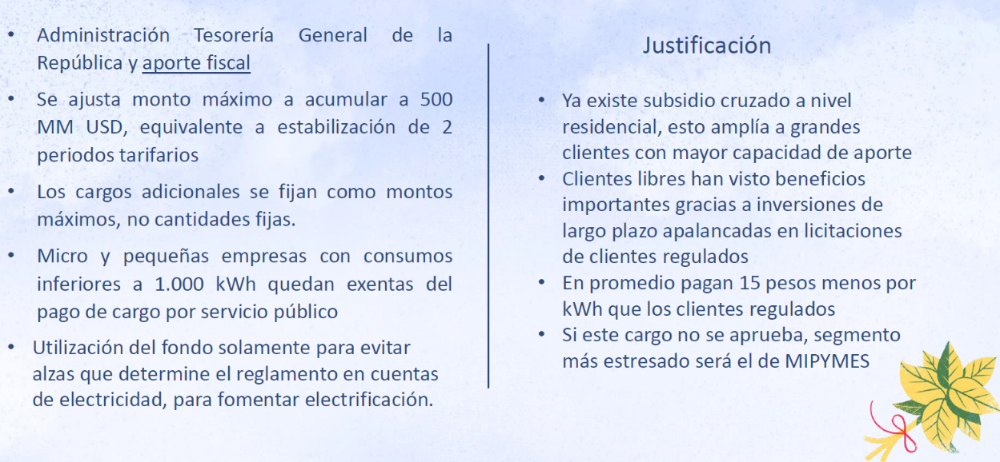 • Administración Tesorería General de la
República y aporte fiscal
• Se ajusta monto máximo a acumular a 500
MM USD, equivalente a estabilización de 2
periodos tarifarios
• Los cargos adicionales se fijan como montos
máximos, no cantidades fijas.
• Micro y pequeñas empresas con consumos
inferiores a 1.000 kWh quedan exentas del
pago de cargo por servicio público
• Utilización del fondo solamente para evitar
alzas que determine el reglamento en cuentas
de electricidad, para fomentar electrificación.
Justificación
• Ya existe subsidio cruzado a nivel
residencial, esto amplía a grandes
clientes con mayor capacidad de aporte
• Clientes libres han visto beneficios
importantes gracias a inversiones de
largo plazo apalancadas en licitaciones
de clientes regulados
• En promedio pagan 15 pesos menos por
kWh que los clientes regulados
• Si este cargo no se aprueba, segmento
más estresado será el de MIPYMES